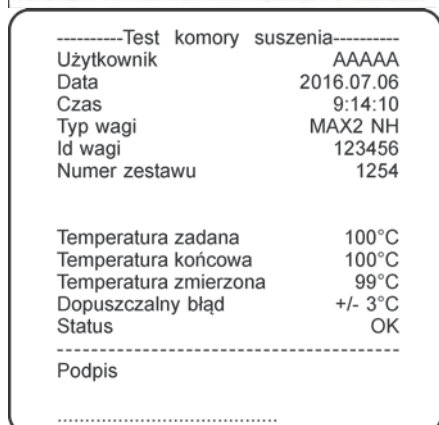 ----------Test komory suszenia----------
Użytkownik AAAAA
Data 2016.07.06
Czas 9:14:10
Typ wagi MAX2 NH
Id wagi 123456
Numer zestawu 1254
Temperatura zadana 100°C
Temperatura końcowa 100°C
Temperatura zmierzona 99°C
Dopuszczalny błąd +/- 3°C
Status OK
----------------------------------------
Podpis
........................................